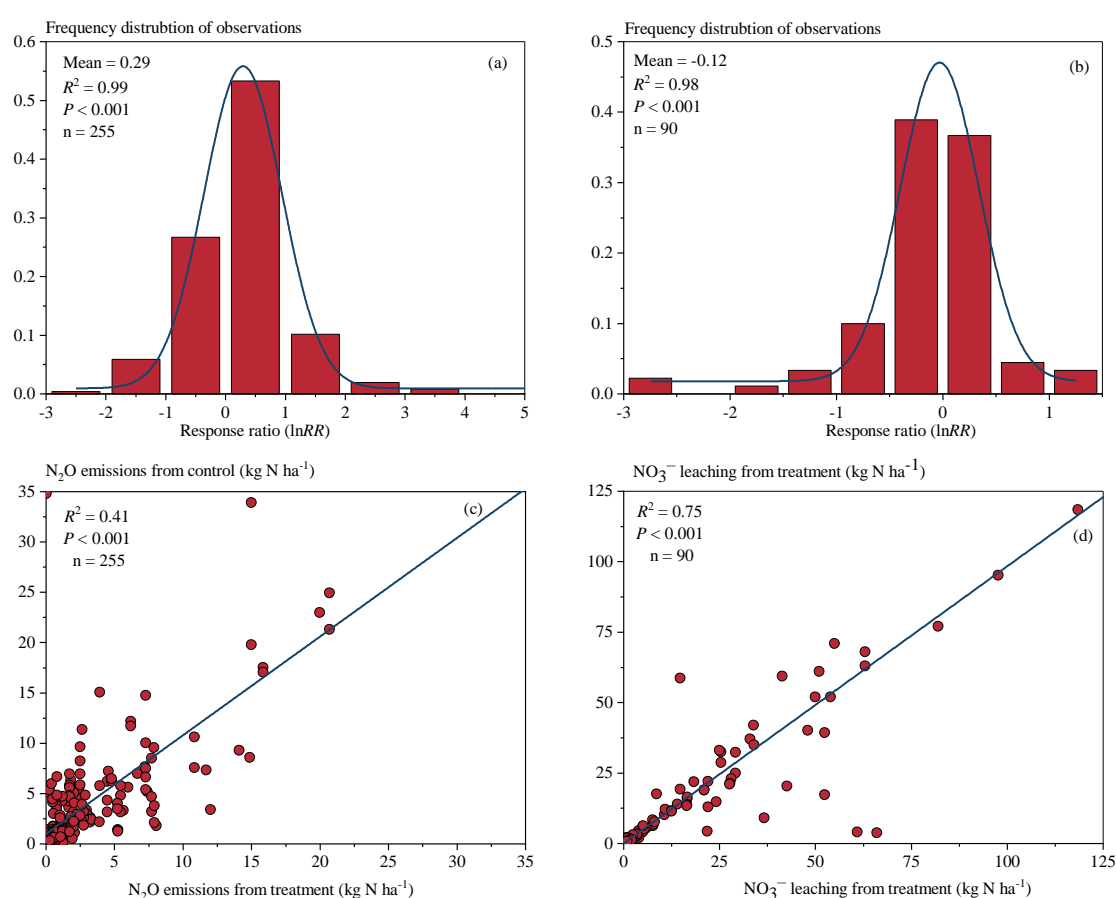 Frequency distrubtion of observations
Mean = 0.29
R² = 0.99
P < 0.001
n = 255
(a)
0.6
0.5
0.4
0.3
0.2
0.1
0.0
-3 -2 -1 0 1 2 3 4 5
Response ratio (lnRR)
Frequency distrubtion of observations
Mean = -0.12
R² = 0.98
P < 0.001
n = 90
(b)
0.5
0.4
0.3
0.2
0.1
0.0
-3 -2 -1 0 1
Response ratio (lnRR)
N₂O emissions from control (kg N ha⁻¹)
R² = 0.41
P < 0.001
n = 255
(c)
35
30
25
20
15
10
5
0
0 5 10 15 20 25 30 35
N₂O emissions from treatment (kg N ha⁻¹)
NO₃⁻ leaching from treatment (kg N ha⁻¹)
R² = 0.75
P < 0.001
n = 90
(d)
125
100
75
50
25
0
0 25 50 75 100 125
NO₃⁻ leaching from treatment (kg N ha⁻¹)